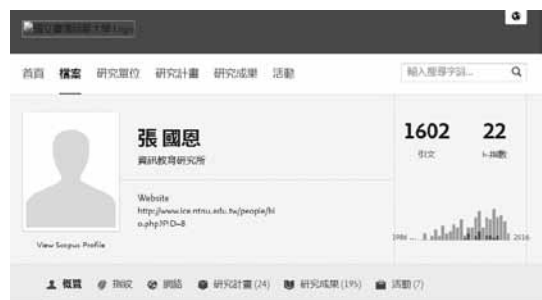 首頁 檔案 研究單位 研究計畫 研究成果 活動
輸入搜尋字詞...
張 國恩
資訊教育研究所
1602 22
引文 h-指數
Website
http://www.ice.ntnu.edu.tw/people/bi
o.php?PID=8
View Scopus Profile
1986 ... 2016
概覽 指紋 網絡 研究計畫 (24) 研究成果 (195) 活動 (7)